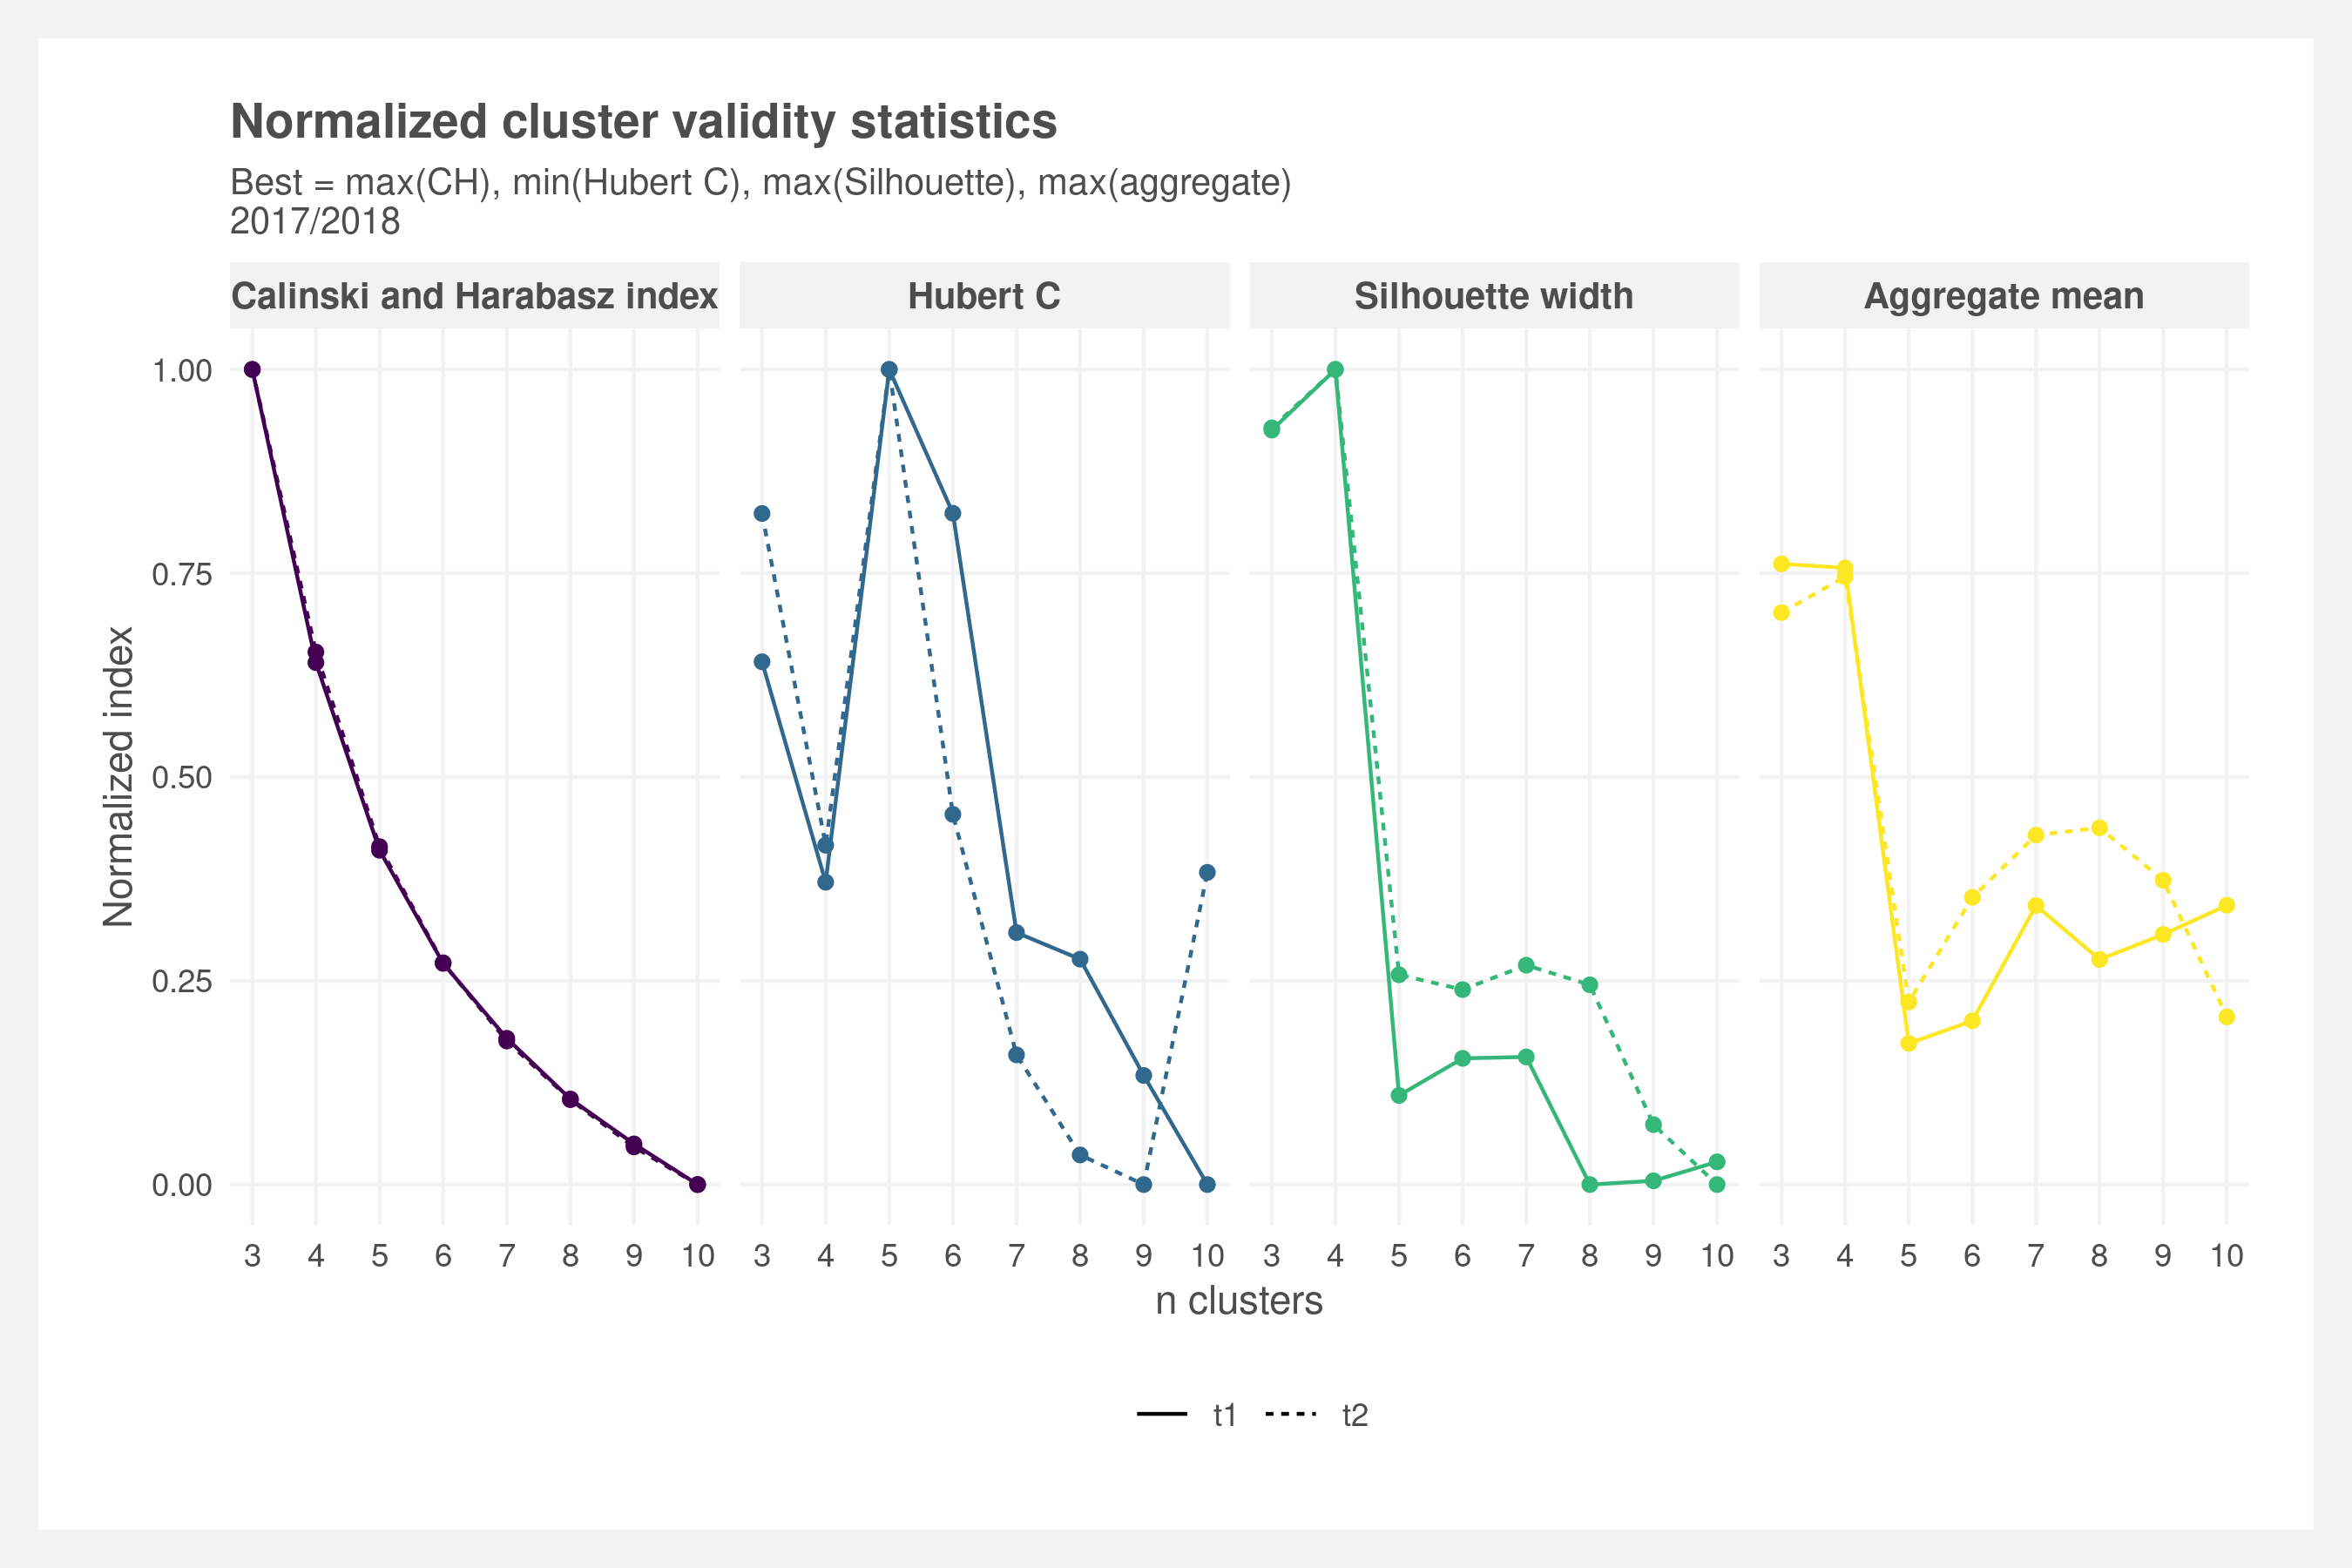 Normalized cluster validity statistics
Best = max(CH), min(Hubert C), max(Silhouette), max(aggregate)
2017/2018
Calinski and Harabasz index
Hubert C
Silhouette width
Aggregate mean
Normalized index
1.00
0.75
0.50
0.25
0.00
3 4 5 6 7 8 9 10
3 4 5 6 7 8 9 10
3 4 5 6 7 8 9 10
3 4 5 6 7 8 9 10
n clusters
t1
t2